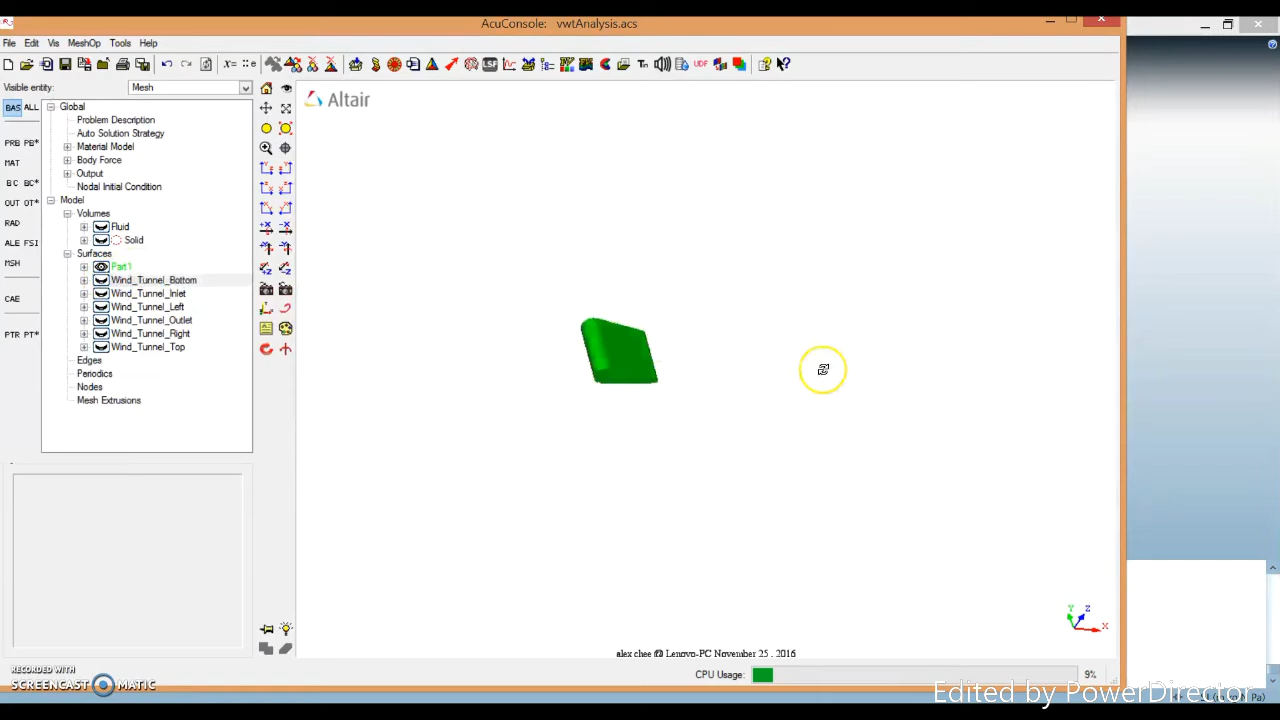 AcuConsole: vwtAnalysis.acs
File Edit Vis MeshOp Tools Help
Visible entity: Mesh
BAS ALL
PRB PB*
MAT
BC BC*
OUT OT*
RAD
ALE FSI
MSH
CAE
PTR PT*
Global
Problem Description
Auto Solution Strategy
Material Model
Body Force
Output
Nodal Initial Condition
Model
Volumes
Fluid
Solid
Surfaces
Part1
Wind_Tunnel_Bottom
Wind_Tunnel_Inlet
Wind_Tunnel_Left
Wind_Tunnel_Outlet
Wind_Tunnel_Right
Wind_Tunnel_Top
Edges
Periodics
Nodes
Mesh Extrusions
Altair
Y Z X
alex chee @ Lenovo-PC November 25 , 2016
CPU Usage: 9%
RECORDED WITH
SCREENCAST MATIC
Edited by PowerDirector